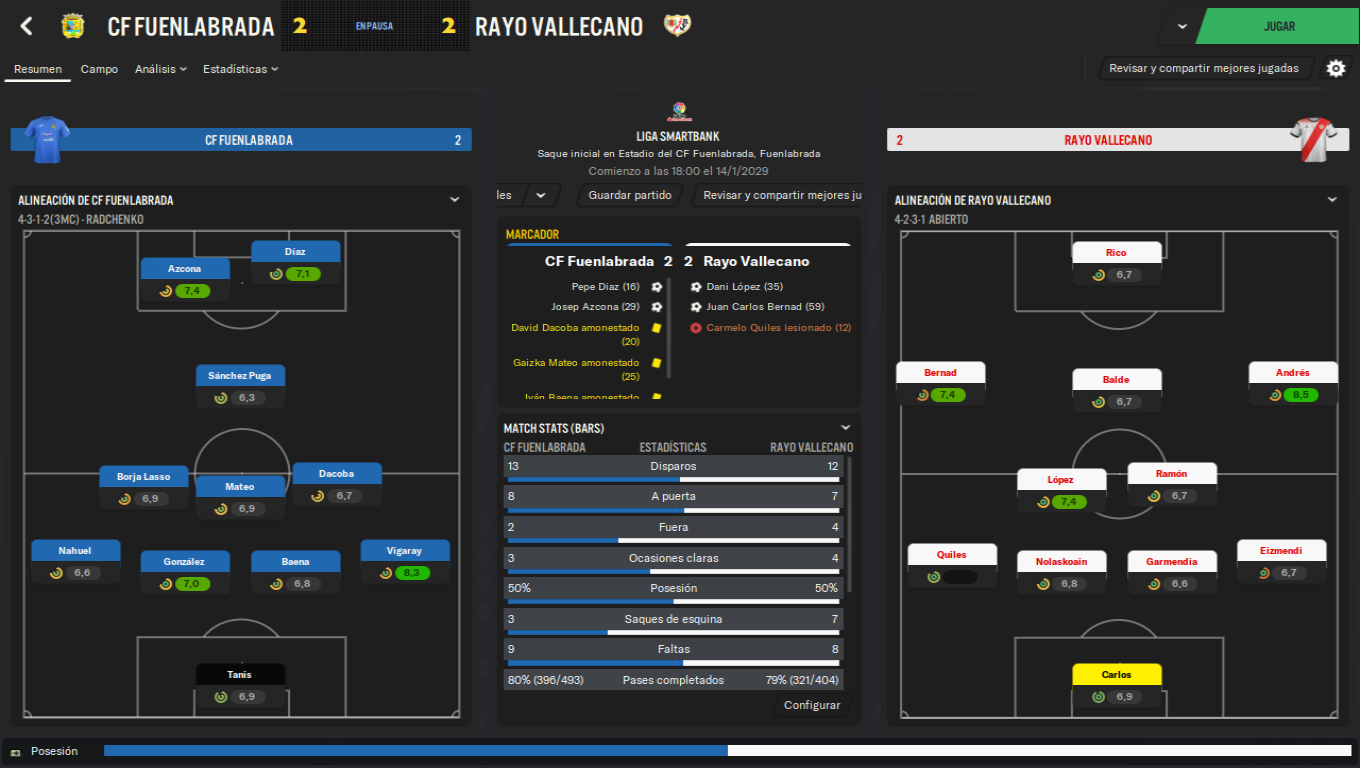 CF FUENLABRADA 2 EN PAUSA 2 RAYO VALLECANO
JUGAR
Resumen Campo Análisis Estadísticas
Revisar y compartir mejores jugadas
CF FUENLABRADA 2
ALINEACIÓN DE CF FUENLABRADA
4-3-1-2(3MC) - RADCHENKO
Díaz
7,1
Azcona
7,4
Sánchez Puga
6,3
Dacoba
6,7
Borja Lasso
6,9
Mateo
6,9
Nahuel
6,6
Vigaray
8,3
González
7,0
Baena
6,8
Tanis
6,9
LIGA SMARTBANK
Saque inicial en Estadio del CF Fuenlabrada, Fuenlabrada
Comienzo a las 18:00 el 14/1/2029
les Guardar partido Revisar y compartir mejores ju
MARCADOR
CF Fuenlabrada 2 2 Rayo Vallecano
Pepe Díaz (16) Dani López (35)
Josep Azcona (29) Juan Carlos Bernad (59)
David Dacoba amonestado Carmelo Quiles lesionado (12)
(20)
Gaizka Mateo amonestado
(25)
Iván Baena amonestado
MATCH STATS (BARS)
CF FUENLABRADA ESTADÍSTICAS RAYO VALLECANO
13 Disparos 12
8 A puerta 7
2 Fuera 4
3 Ocasiones claras 4
50% Posesión 50%
3 Saques de esquina 7
9 Faltas 8
80% (396/493) Pases completados 79% (321/404)
Configurar
2 RAYO VALLECANO
ALINEACIÓN DE RAYO VALLECANO
4-2-3-1 ABIERTO
Rico
6,7
Bernad
7,4
Balde
6,7
Andrés
8,5
López
7,4
Ramón
6,7
Quiles
Nolaskoain
6,8
Garmendia
6,6
Eizmendi
6,7
Carlos
6,9
Posesión